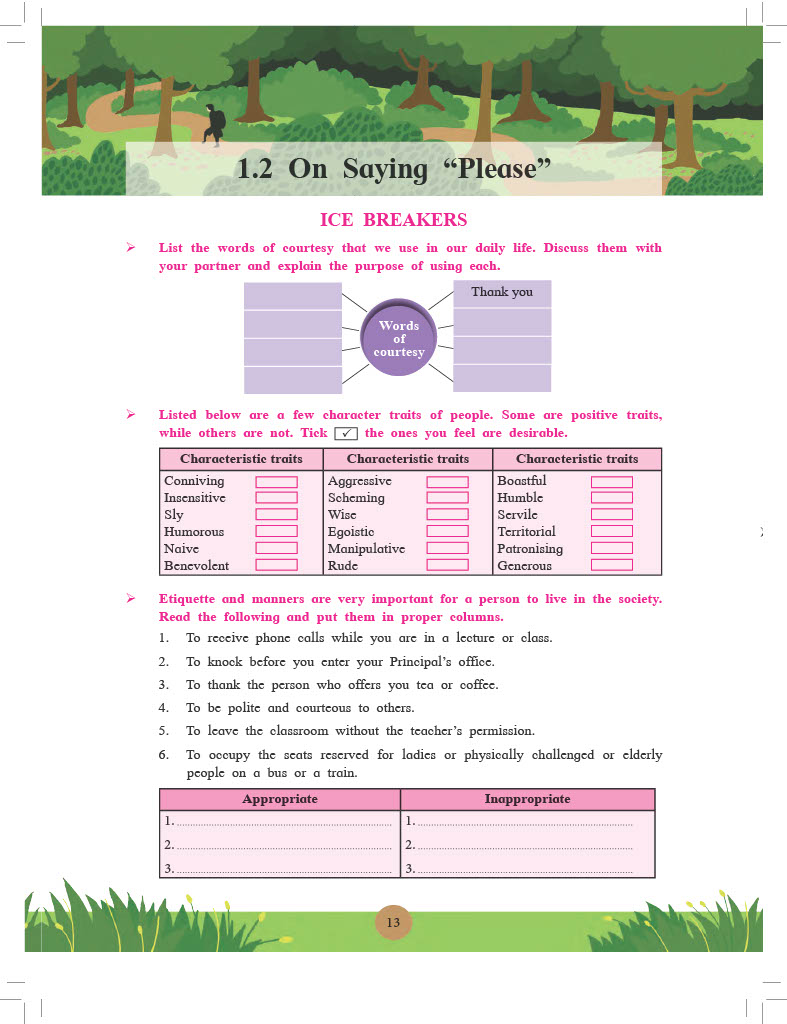 1.2 On Saying “Please”
ICE BREAKERS
➢ List the words of courtesy that we use in our daily life. Discuss them with
your partner and explain the purpose of using each.
Thank you
Words
of
courtesy
➢ Listed below are a few character traits of people. Some are positive traits,
while others are not. Tick ✓ the ones you feel are desirable.
Characteristic traits Characteristic traits Characteristic traits
Conniving Aggressive Boastful
Insensitive Scheming Humble
Sly Wise Servile
Humorous Egoistic Territorial
Naive Manipulative Patronising
Benevolent Rude Generous
➢ Etiquette and manners are very important for a person to live in the society.
Read the following and put them in proper columns.
1. To receive phone calls while you are in a lecture or class.
2. To knock before you enter your Principal’s office.
3. To thank the person who offers you tea or coffee.
4. To be polite and courteous to others.
5. To leave the classroom without the teacher’s permission.
6. To occupy the seats reserved for ladies or physically challenged or elderly
people on a bus or a train.
Appropriate Inappropriate
1. 1.
2. 2.
3. 3.
13